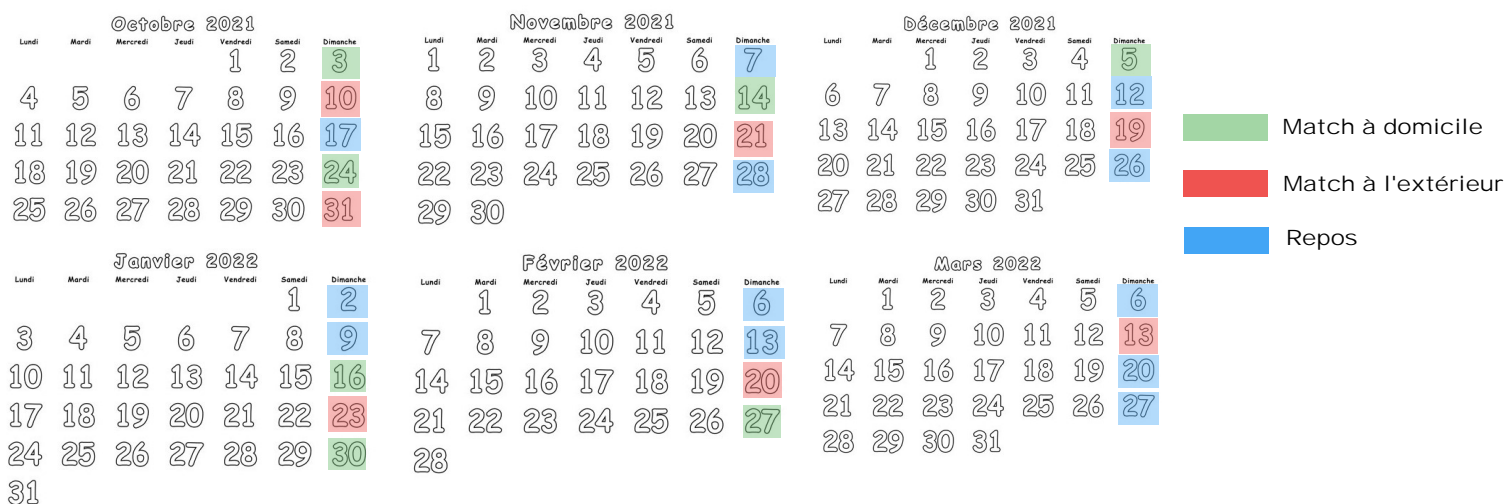 Octobre 2021
Lundi Mardi Mercredi Jeudi Vendredi Samedi Dimanche
1 2 3
4 5 6 7 8 9 10
11 12 13 14 15 16 17
18 19 20 21 22 23 24
25 26 27 28 29 30 31
Novembre 2021
Lundi Mardi Mercredi Jeudi Vendredi Samedi Dimanche
1 2 3 4 5 6 7
8 9 10 11 12 13 14
15 16 17 18 19 20 21
22 23 24 25 26 27 28
29 30
Décembre 2021
Lundi Mardi Mercredi Jeudi Vendredi Samedi Dimanche
1 2 3 4 5
6 7 8 9 10 11 12
13 14 15 16 17 18 19
20 21 22 23 24 25 26
27 28 29 30 31
Match à domicile
Match à l'extérieur
Repos
Janvier 2022
Lundi Mardi Mercredi Jeudi Vendredi Samedi Dimanche
1 2
3 4 5 6 7 8 9
10 11 12 13 14 15 16
17 18 19 20 21 22 23
24 25 26 27 28 29 30
31
Février 2022
Lundi Mardi Mercredi Jeudi Vendredi Samedi Dimanche
1 2 3 4 5 6
7 8 9 10 11 12 13
14 15 16 17 18 19 20
21 22 23 24 25 26 27
28
Mars 2022
Lundi Mardi Mercredi Jeudi Vendredi Samedi Dimanche
1 2 3 4 5 6
7 8 9 10 11 12 13
14 15 16 17 18 19 20
21 22 23 24 25 26 27
28 29 30 31